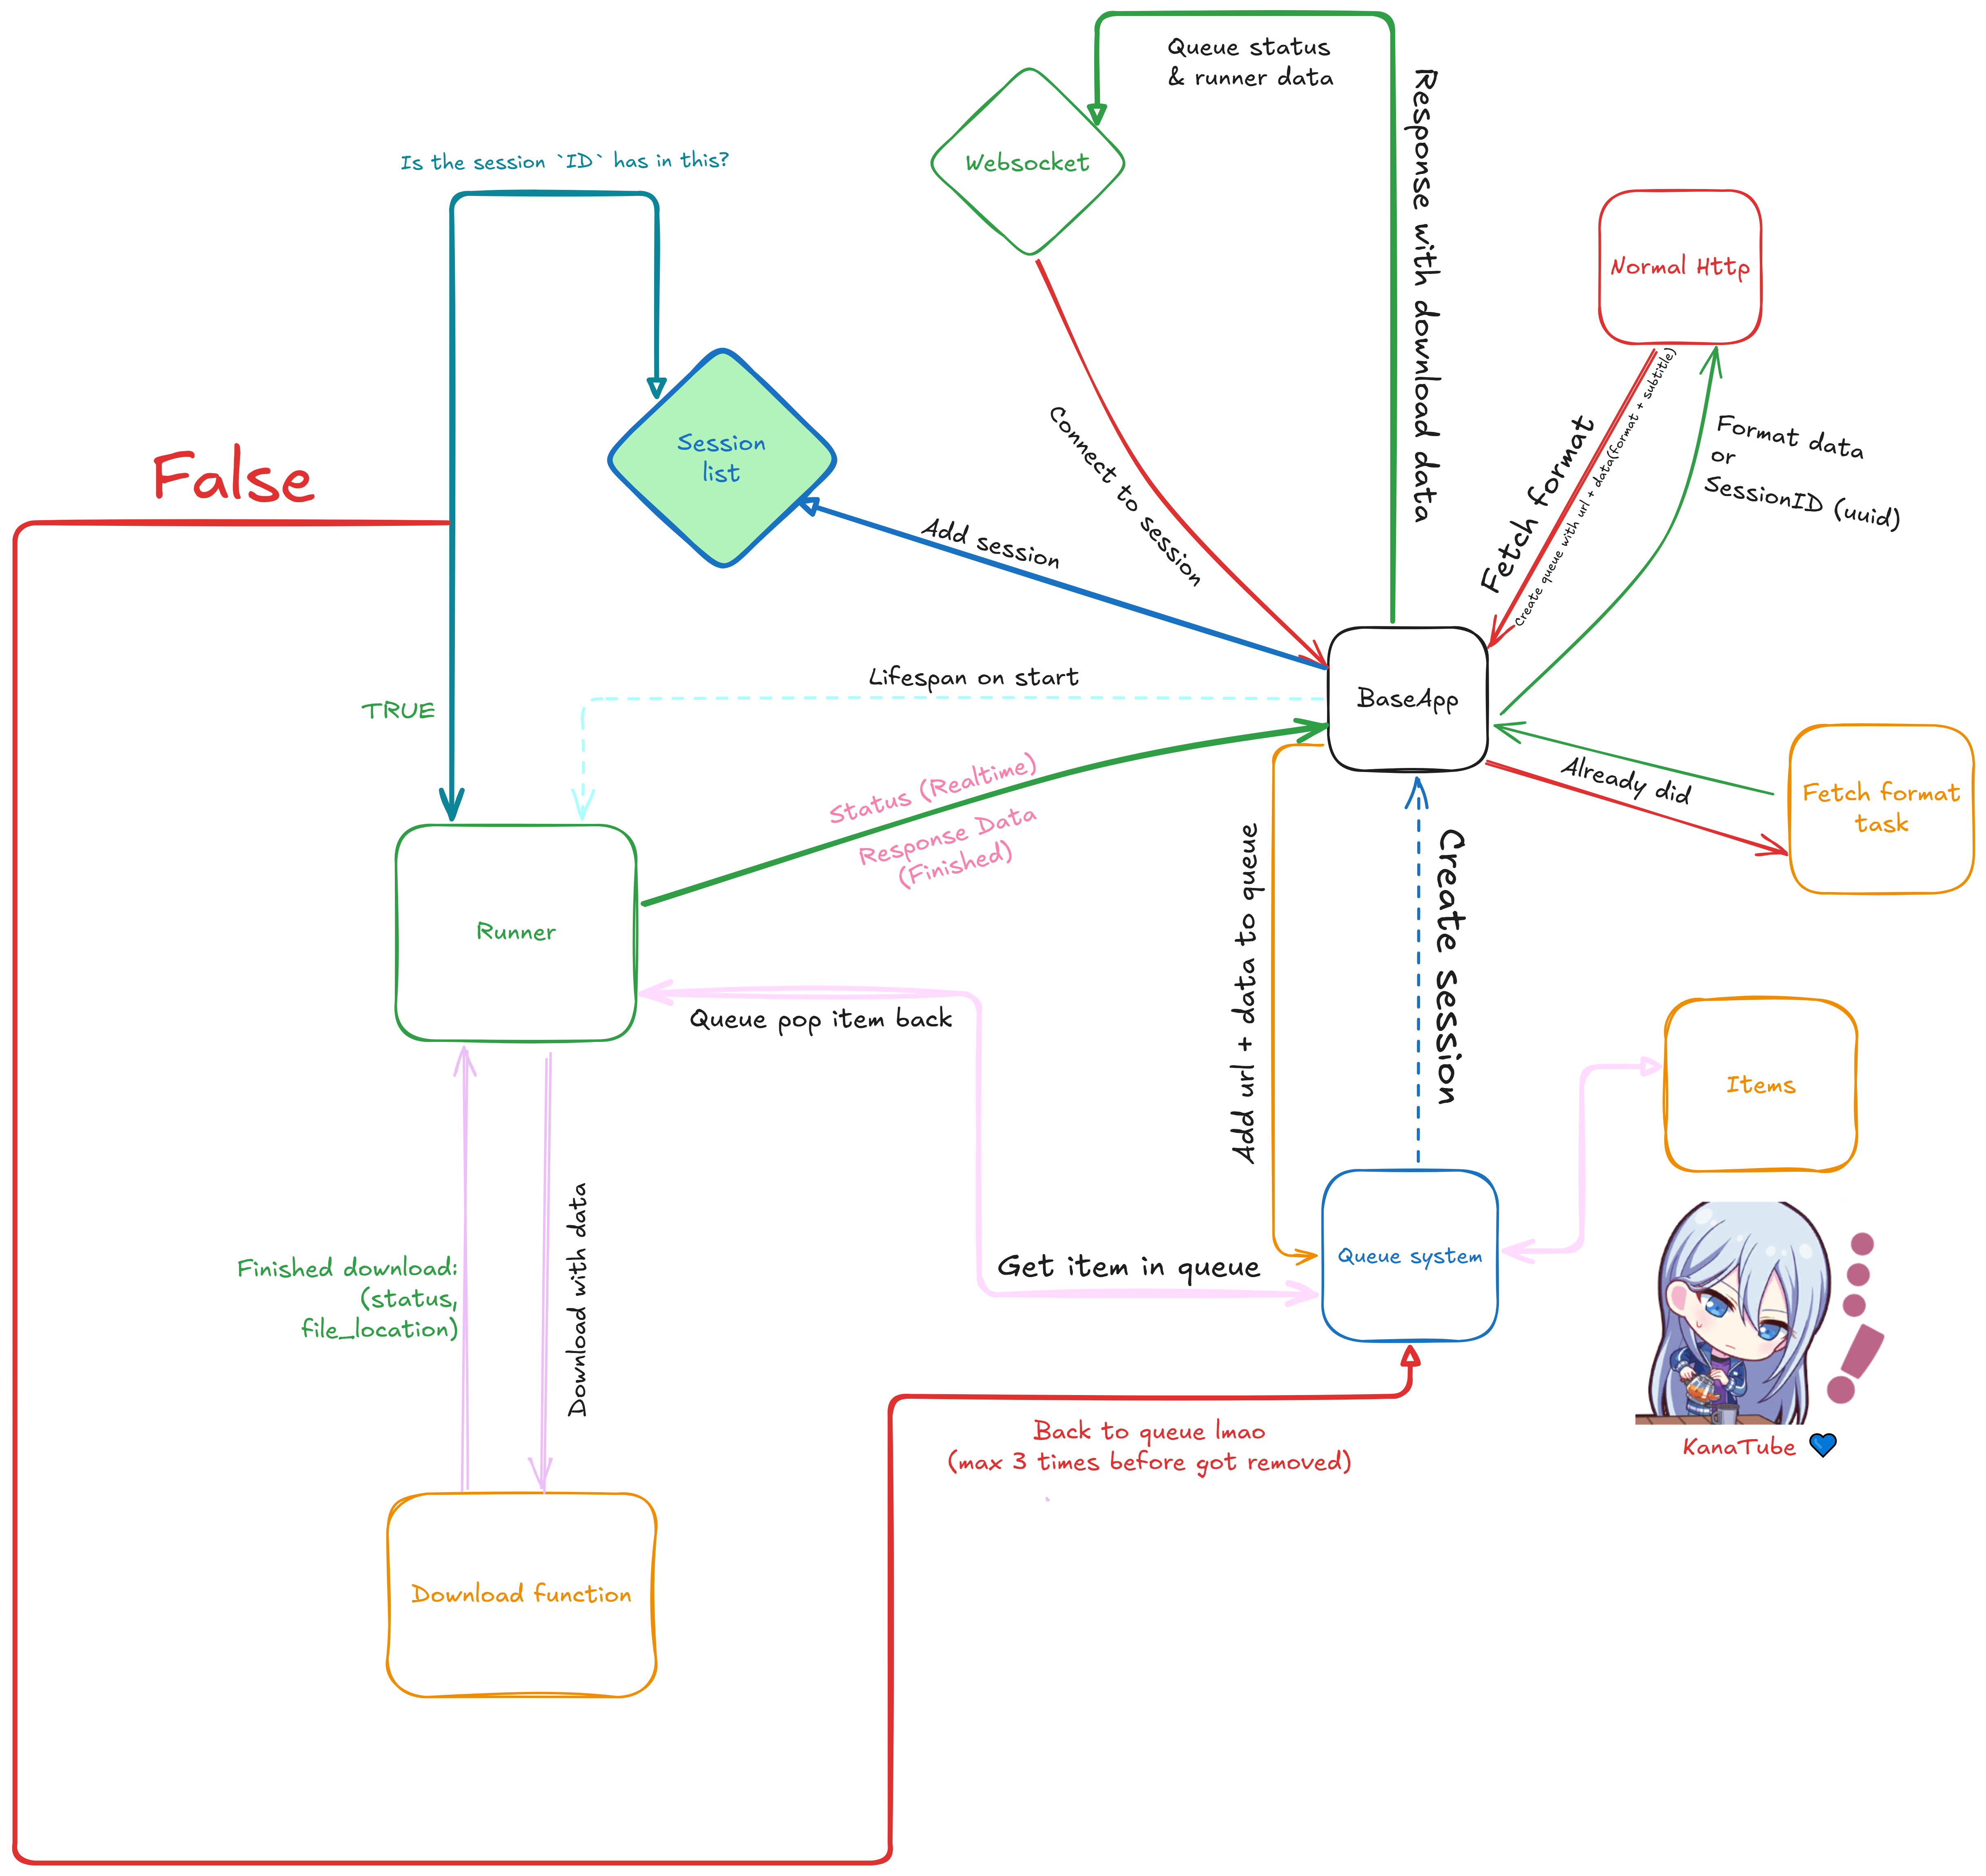 Queue status
& runner data
Response with download data
Websocket
Is the session `ID` has in this?
Normal Http
Session
list
Connect to session
Fetch format
Create queue with url + data(format + subtitle)
Format data
or
SessionID (uuid)
False
Add session
Lifespan on start
BaseApp
TRUE
Already did
Fetch format
task
Status (Realtime)
Response Data
(Finished)
Runner
Add url + data to queue
Create session
Queue pop item back
Items
Get item in queue
Queue system
Finished download:
(status,
file_location)
Download with data
Back to queue lmao
(max 3 times before got removed)
KanaTube 💙
Download function